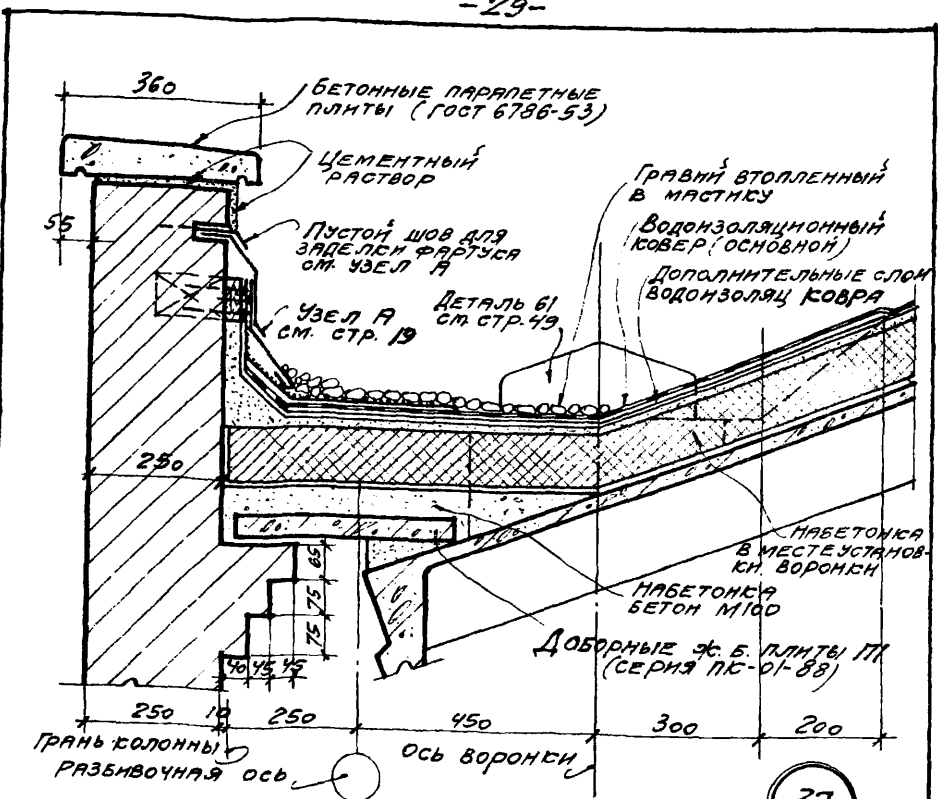 -29-
360
БЕТОННЫЕ ПАРАПЕТНЫЕ
ПЛИТЫ (ГОСТ 6786-53)
ЦЕМЕНТНЫЙ
РАСТВОР
ГРАВИЙ ВТОПЛЕННЫЙ
В МАСТИКУ
55
ПУСТОЙ ШОВ ДЛЯ
ЗАДЕЛКИ ФАРТУКА
СМ. УЗЕЛ А
ВОДОИЗОЛЯЦИОННЫЙ
КОВЕР (ОСНОВНОЙ)
ДОПОЛНИТЕЛЬНЫЕ СЛОИ
ВОДОИЗОЛЯЦ КОВРА
УЗЕЛ А
СМ. СТР. 19
ДЕТАЛЬ 61
СМ СТР. 49
250
НАБЕТОНКА
В МЕСТЕ УСТАНОВ-
КИ ВОРОНКИ
65
75
75
НАБЕТОНКА
БЕТОН М100
ДОБОРНЫЕ Ж.Б. ПЛИТЫ П1
(СЕРИЯ ПК-01-88)
40 45 45
250 10 250 450 300 200
ГРАНЬ КОЛОННЫ
РАЗБИВОЧНАЯ ОСЬ
ОСЬ ВОРОНКИ